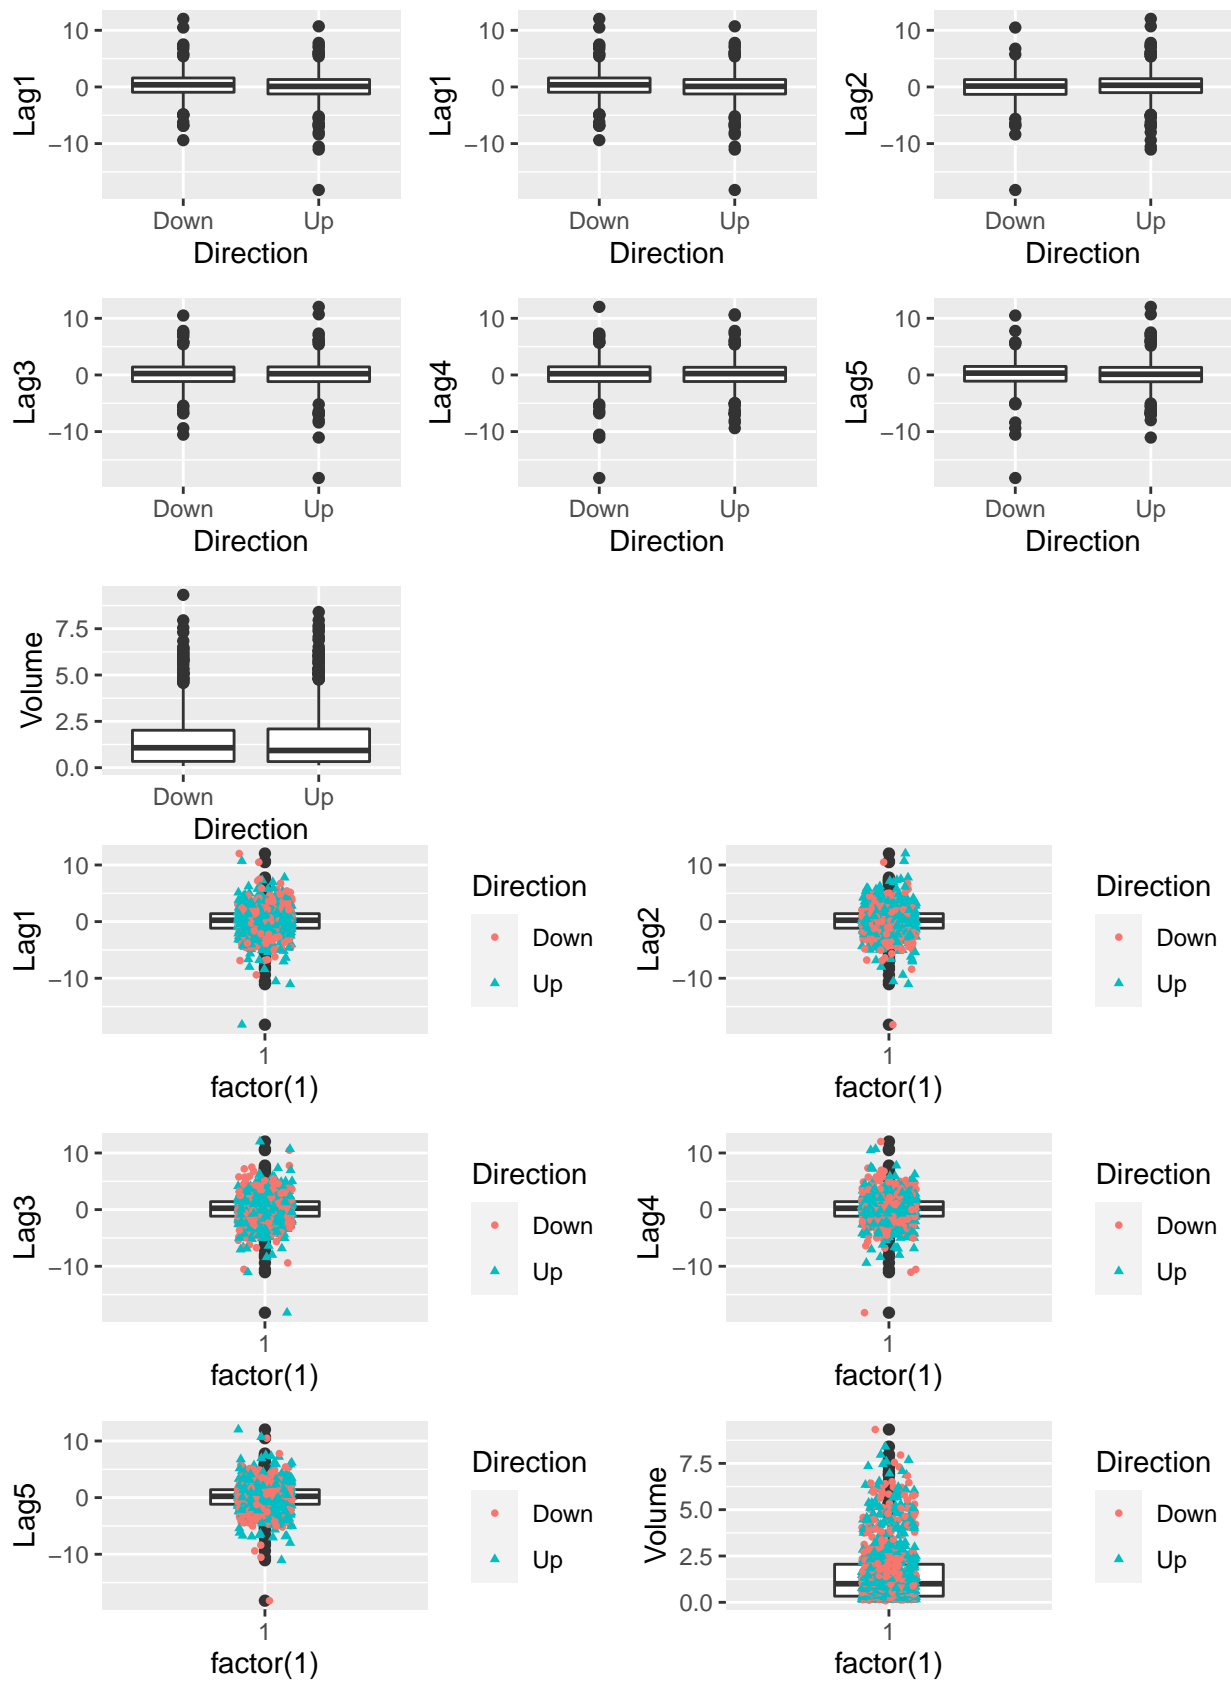 10
0
−10
Lag1
Down
Up
Direction
10
0
−10
Lag1
Down
Up
Direction
10
0
−10
Lag2
Down
Up
Direction
10
0
−10
Lag3
Down
Up
Direction
10
0
−10
Lag4
Down
Up
Direction
10
0
−10
Lag5
Down
Up
Direction
7.5
5.0
2.5
0.0
Volume
Down
Up
Direction
10
0
−10
Lag1
1
factor(1)
Direction
Down
Up
10
0
−10
Lag2
1
factor(1)
Direction
Down
Up
10
0
−10
Lag3
1
factor(1)
Direction
Down
Up
10
0
−10
Lag4
1
factor(1)
Direction
Down
Up
10
0
−10
Lag5
1
factor(1)
Direction
Down
Up
7.5
5.0
2.5
0.0
Volume
1
factor(1)
Direction
Down
Up